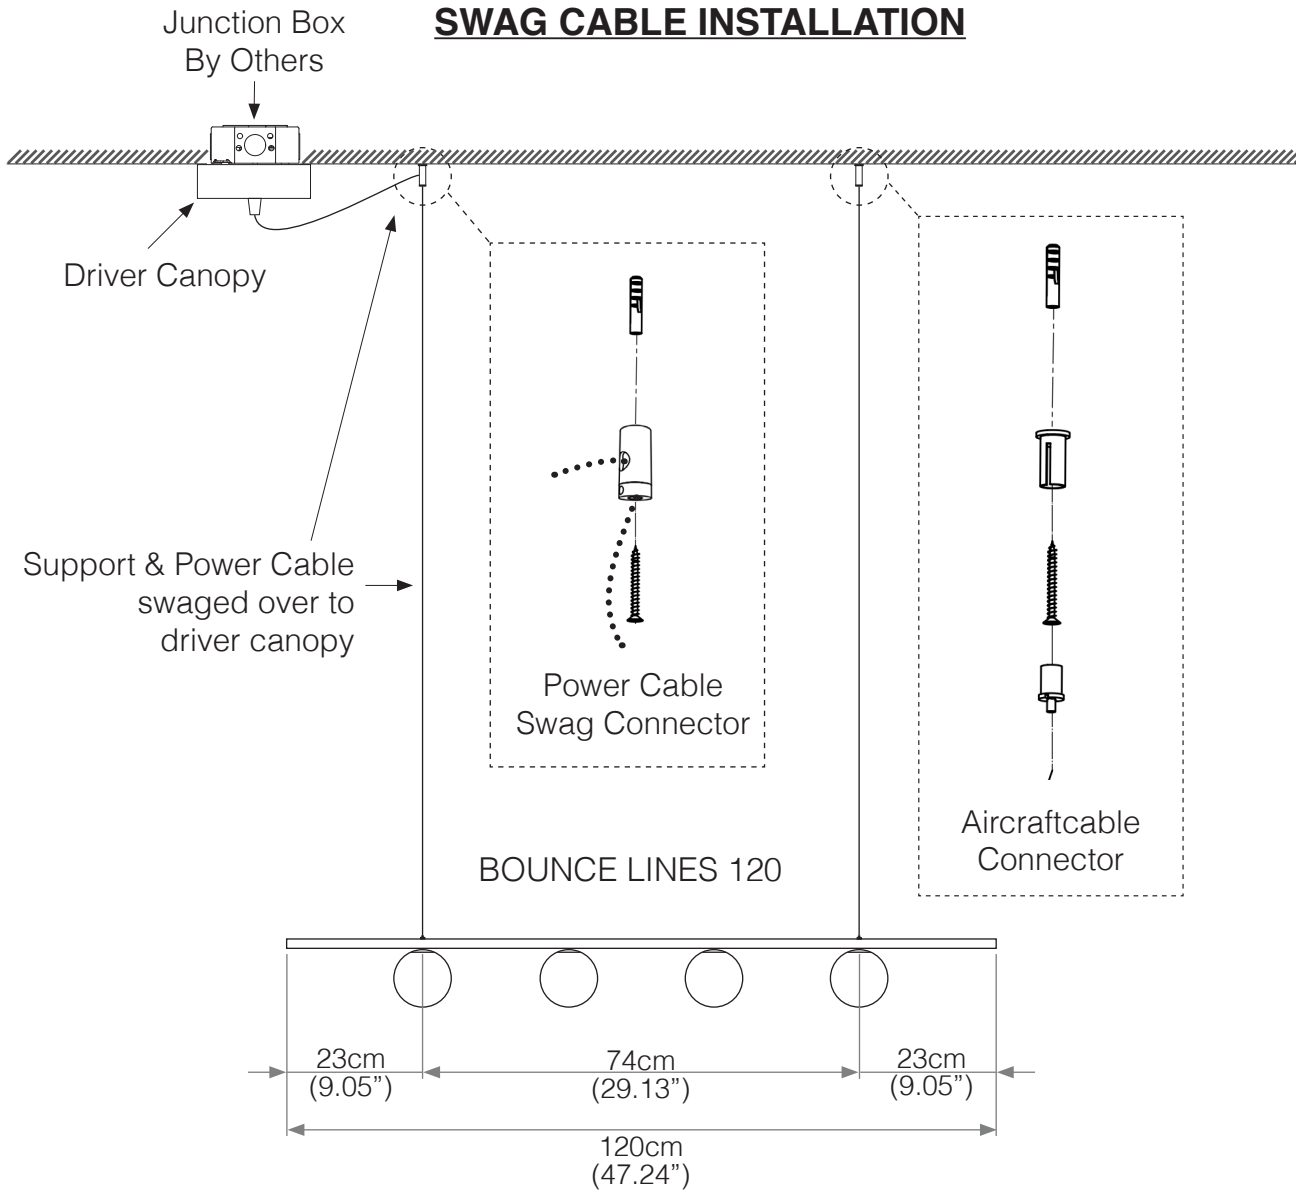 SWAG CABLE INSTALLATION
Junction Box
By Others
Driver Canopy
Support & Power Cable
swaged over to
driver canopy
Power Cable
Swag Connector
Aircraftcable
Connector
BOUNCE LINES 120
23cm
(9.05”)
74cm
(29.13”)
23cm
(9.05”)
120cm
(47.24”)